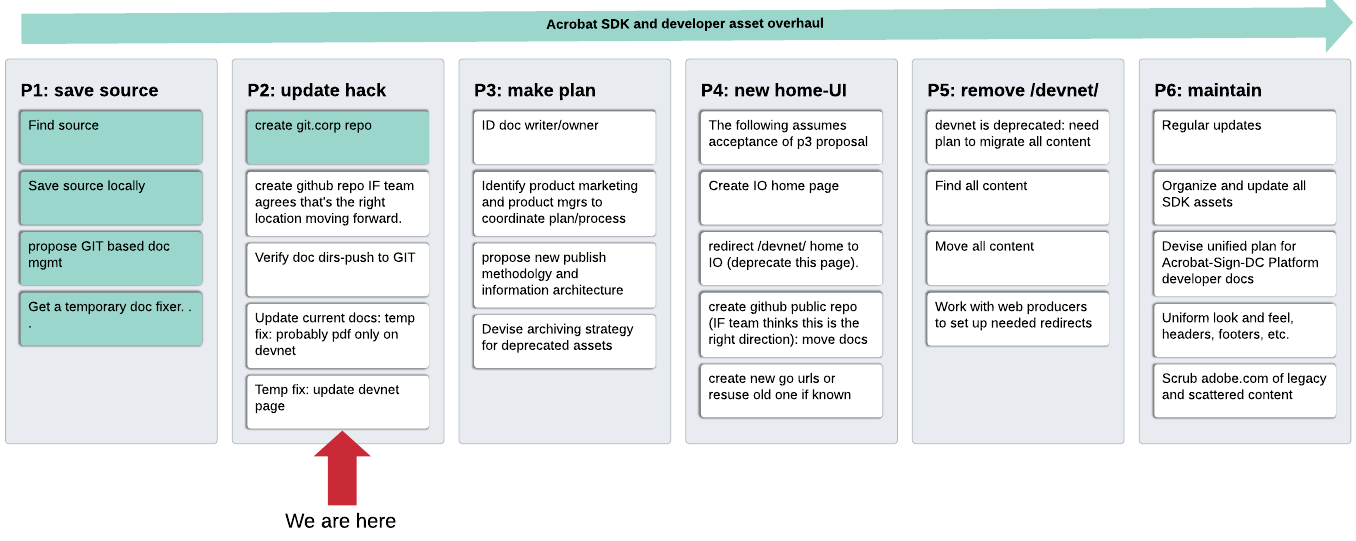 Acrobat SDK and developer asset overhaul
P1: save source
Find source
Save source locally
propose GIT based doc
mgmt
Get a temporary doc fixer. .
.
P2: update hack
create git.corp repo
create github repo IF team
agrees that's the right
location moving forward.
Verify doc dirs-push to GIT
Update current docs: temp
fix: probably pdf only on
devnet
Temp fix: update devnet
page
P3: make plan
ID doc writer/owner
Identify product marketing
and product mgrs to
coordinate plan/process
propose new publish
methodolgy and
information architecture
Devise archiving strategy
for deprecated assets
P4: new home-UI
The following assumes
acceptance of p3 proposal
Create IO home page
redirect /devnet/ home to
IO (deprecate this page).
create github public repo
(IF team thinks this is the
right direction): move docs
create new go urls or
resuse old one if known
P5: remove /devnet/
devnet is deprecated: need
plan to migrate all content
Find all content
Move all content
Work with web producers
to set up needed redirects
P6: maintain
Regular updates
Organize and update all
SDK assets
Devise unified plan for
Acrobat-Sign-DC Platform
developer docs
Uniform look and feel,
headers, footers, etc.
Scrub adobe.com of legacy
and scattered content
We are here